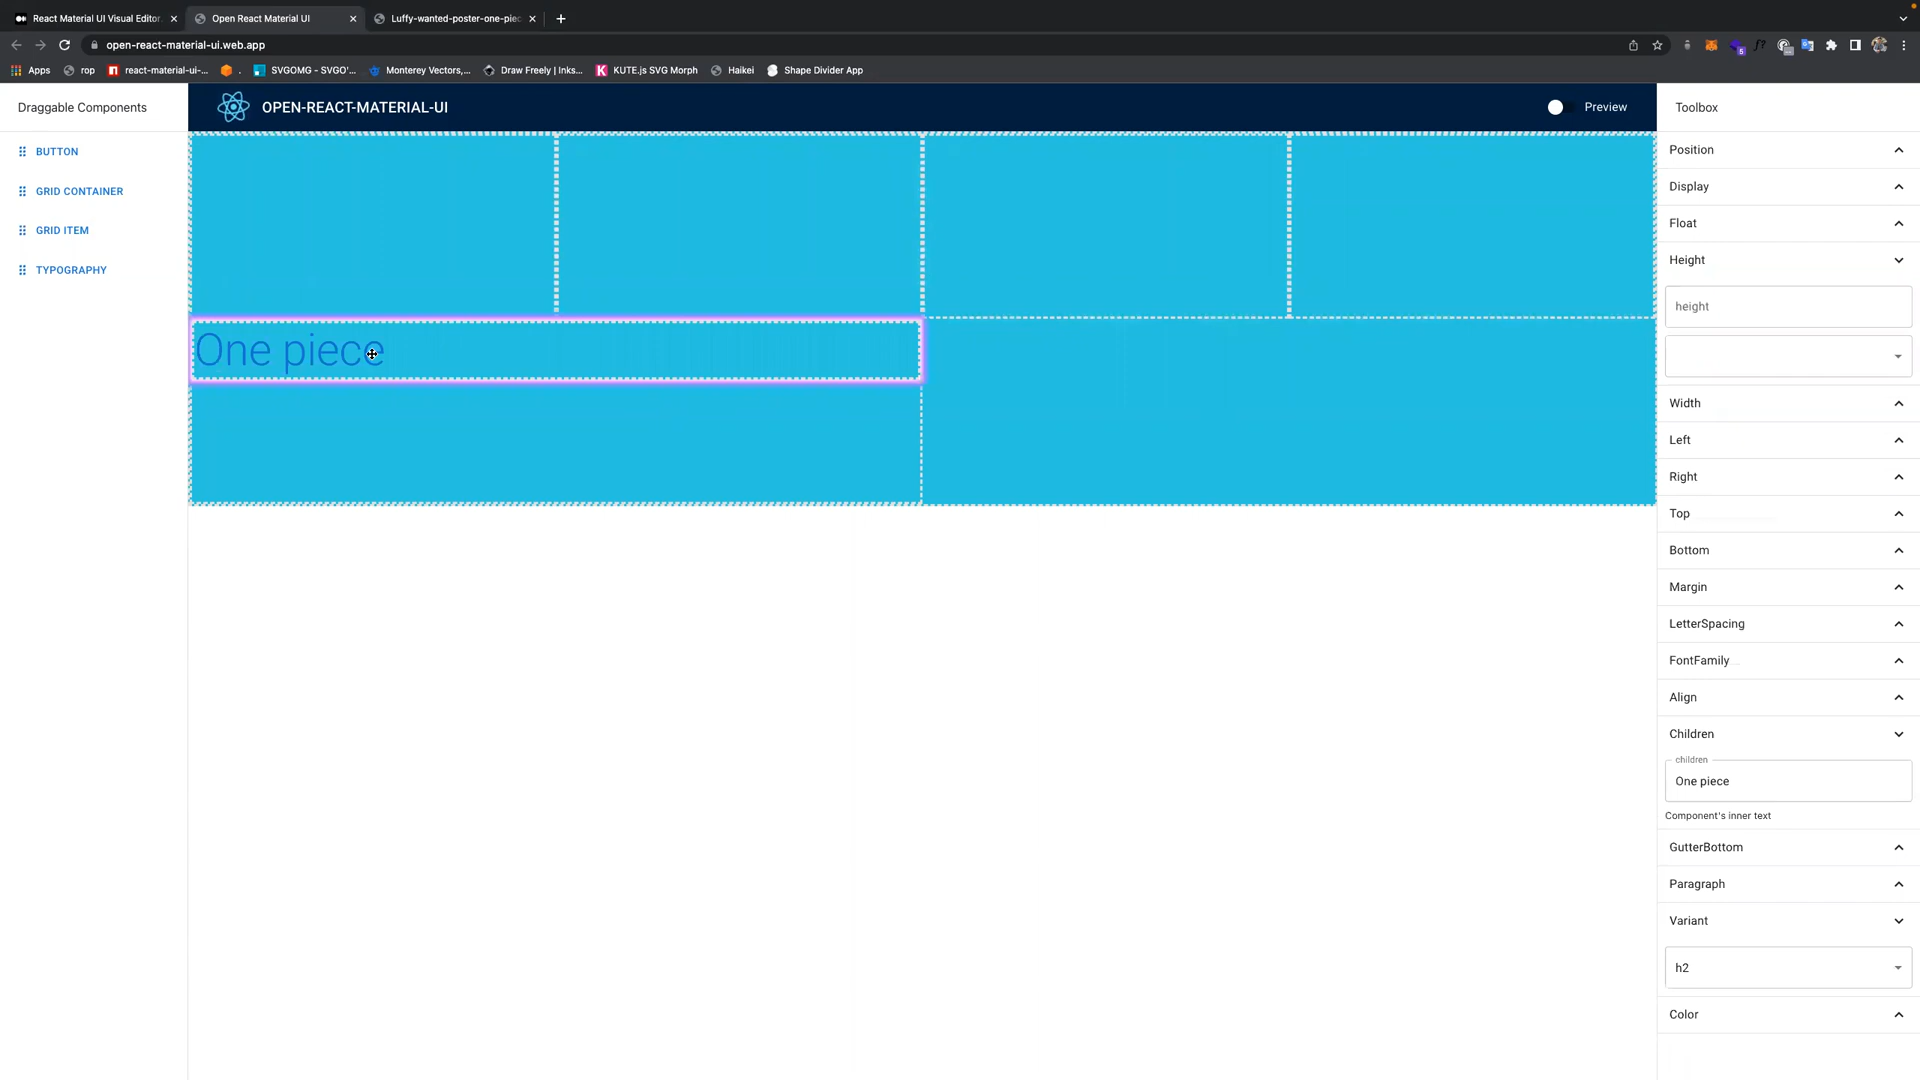 React Material UI Visual Editor
Open React Material UI
Luffy-wanted-poster-one-piec
open-react-material-ui.web.app
Apps
rop
react-material-ui-...
.
SVGOMG - SVGO'...
Monterey Vectors,...
Draw Freely | Inks...
KUTE.js SVG Morph
Haikei
Shape Divider App
5
f?
Draggable Components
OPEN-REACT-MATERIAL-UI
Preview
Toolbox
BUTTON
GRID CONTAINER
GRID ITEM
TYPOGRAPHY
One piece
Position
Display
Float
Height
height
Width
Left
Right
Top
Bottom
Margin
LetterSpacing
FontFamily
Align
Children
children
One piece
Component's inner text
GutterBottom
Paragraph
Variant
h2
Color